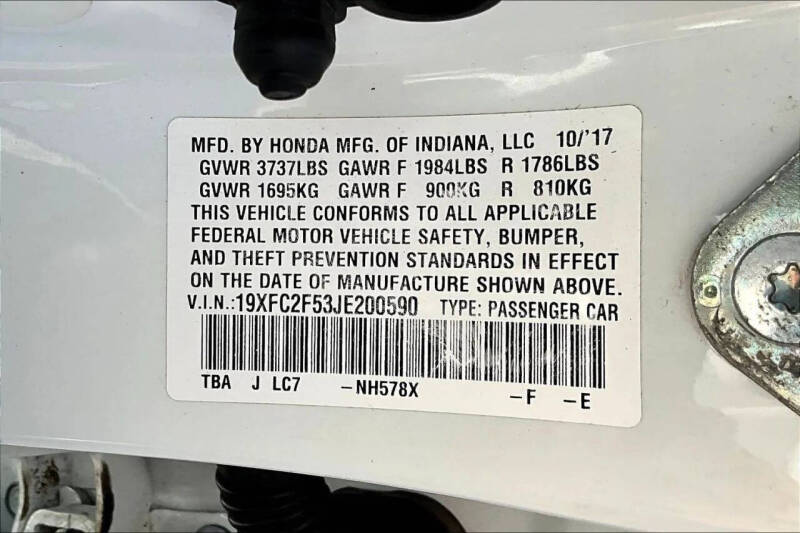 MFD. BY HONDA MFG. OF INDIANA, LLC 10/'17
GVWR 3737LBS GAWR F 1984LBS R 1786LBS
GVWR 1695KG GAWR F 900KG R 810KG
THIS VEHICLE CONFORMS TO ALL APPLICABLE
FEDERAL MOTOR VEHICLE SAFETY, BUMPER,
AND THEFT PREVENTION STANDARDS IN EFFECT
ON THE DATE OF MANUFACTURE SHOWN ABOVE.
V.I.N.:19XFC2F53JE200590 TYPE: PASSENGER CAR
TBA J LC7 -NH578X -F -E